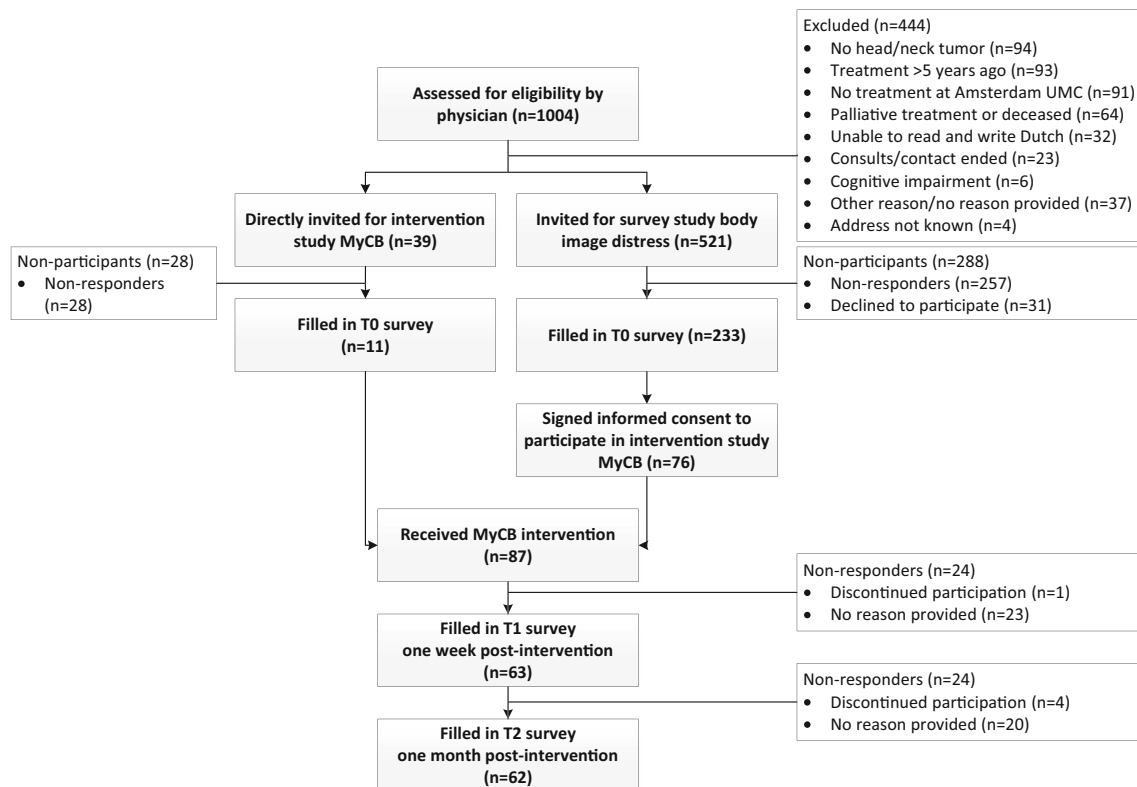 Assessed for eligibility by
physician (n=1004)
Excluded (n=444)
• No head/neck tumor (n=94)
• Treatment >5 years ago (n=93)
• No treatment at Amsterdam UMC (n=91)
• Palliative treatment or deceased (n=64)
• Unable to read and write Dutch (n=32)
• Consults/contact ended (n=23)
• Cognitive impairment (n=6)
• Other reason/no reason provided (n=37)
• Address not known (n=4)
Directly invited for intervention
study MyCB (n=39)
Invited for survey study body
image distress (n=521)
Non-participants (n=28)
• Non-responders
(n=28)
Non-participants (n=288)
• Non-responders (n=257)
• Declined to participate (n=31)
Filled in T0 survey
(n=11)
Filled in T0 survey (n=233)
Signed informed consent to
participate in intervention study
MyCB (n=76)
Received MyCB intervention
(n=87)
Non-responders (n=24)
• Discontinued participation (n=1)
• No reason provided (n=23)
Filled in T1 survey
one week post-intervention
(n=63)
Non-responders (n=24)
• Discontinued participation (n=4)
• No reason provided (n=20)
Filled in T2 survey
one month post-intervention
(n=62)